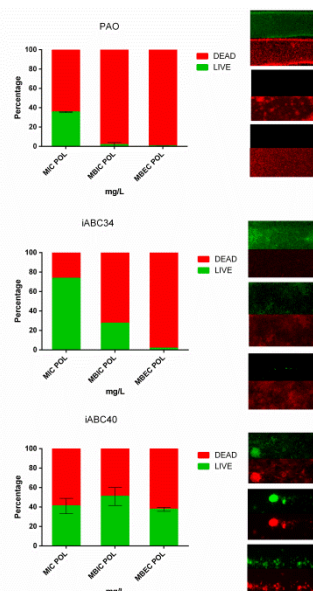 PAO
100
80
60
40
20
0
Percentage
DEAD
LIVE
MIC POL
MBIC POL
MBEC POL
mg/L
iABC34
100
80
60
40
20
0
Percentage
DEAD
LIVE
MIC POL
MBIC POL
MBEC POL
mg/L
iABC40
100
80
60
40
20
0
Percentage
DEAD
LIVE
MIC POL
MBIC POL
MBEC POL
mg/L